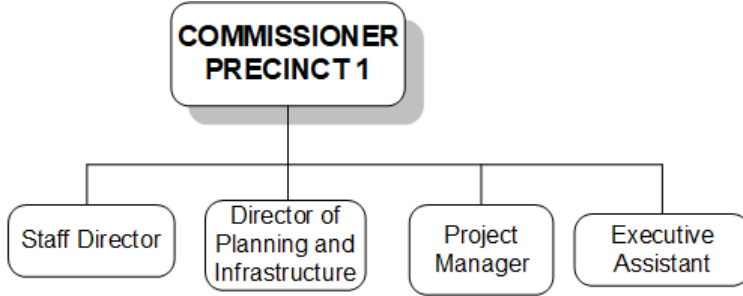 COMMISSIONER
PRECINCT 1
Staff Director
Director of
Planning and
Infrastructure
Project
Manager
Executive
Assistant